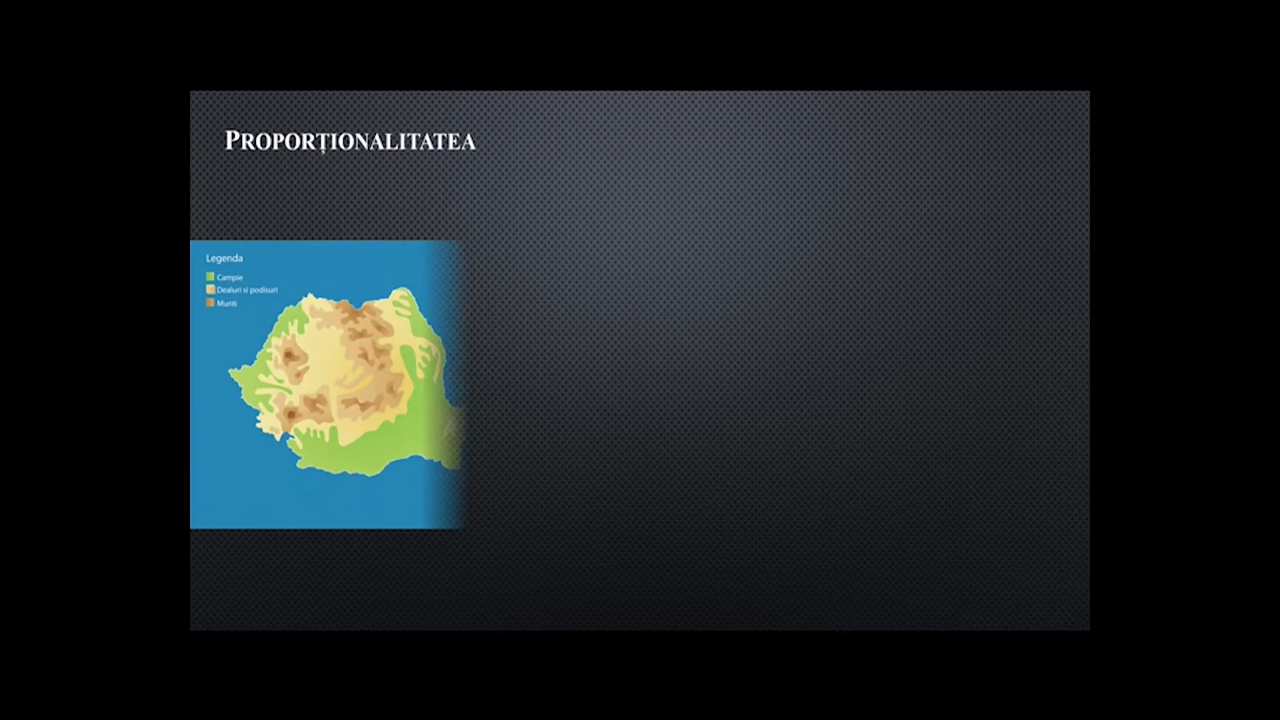 PROPORȚIONALITATEA
Legenda
Campie
Dealuri si podisuri
Munti